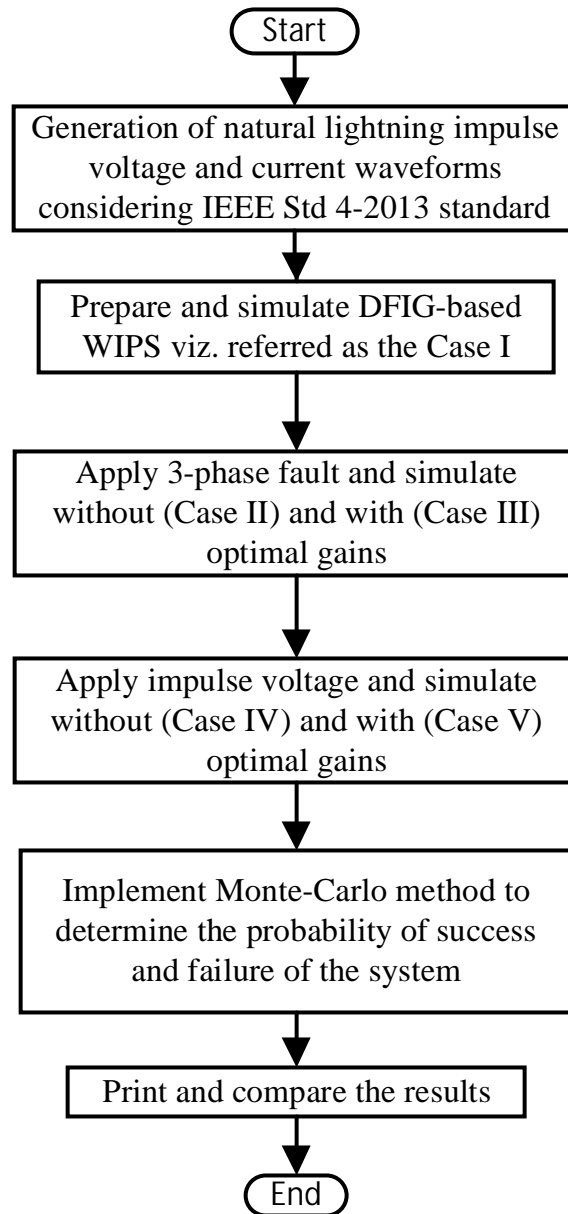 Start
Generation of natural lightning impulse
voltage and current waveforms
considering IEEE Std 4-2013 standard
Prepare and simulate DFIG-based
WIPS viz. referred as the Case I
Apply 3-phase fault and simulate
without (Case II) and with (Case III)
optimal gains
Apply impulse voltage and simulate
without (Case IV) and with (Case V)
optimal gains
Implement Monte-Carlo method to
determine the probability of success
and failure of the system
Print and compare the results
End